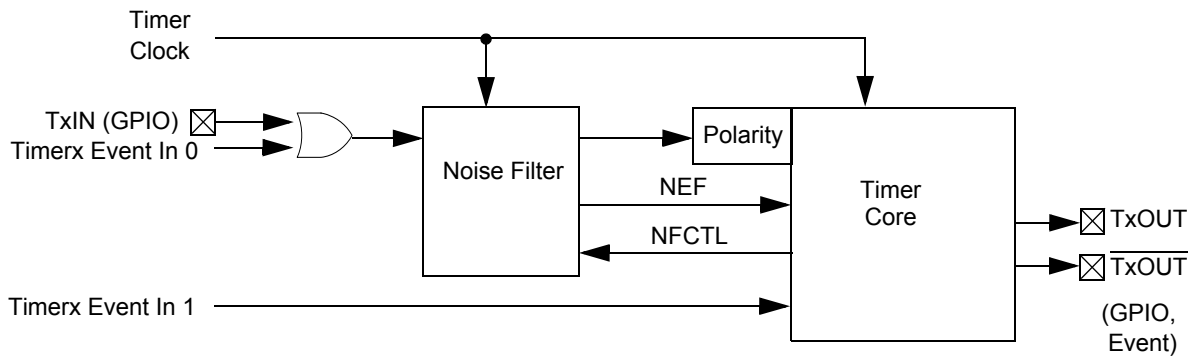 Timer
Clock
TxIN (GPIO)
Timerx Event In 0
Noise Filter
Polarity
NEF
NFCTL
Timer
Core
TxOUT
T̅x̅O̅U̅T̅
Timerx Event In 1
(GPIO,
Event)